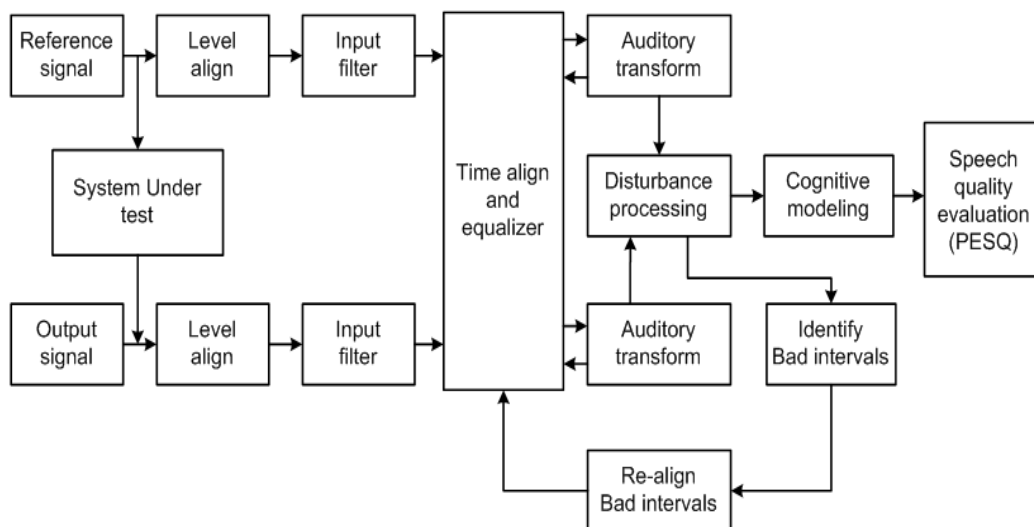 Reference
signal
Level
align
Input
filter
Auditory
transform
System Under
test
Time align
and
equalizer
Disturbance
processing
Cognitive
modeling
Speech
quality
evaluation
(PESQ)
Output
signal
Level
align
Input
filter
Auditory
transform
Identify
Bad intervals
Re-align
Bad intervals